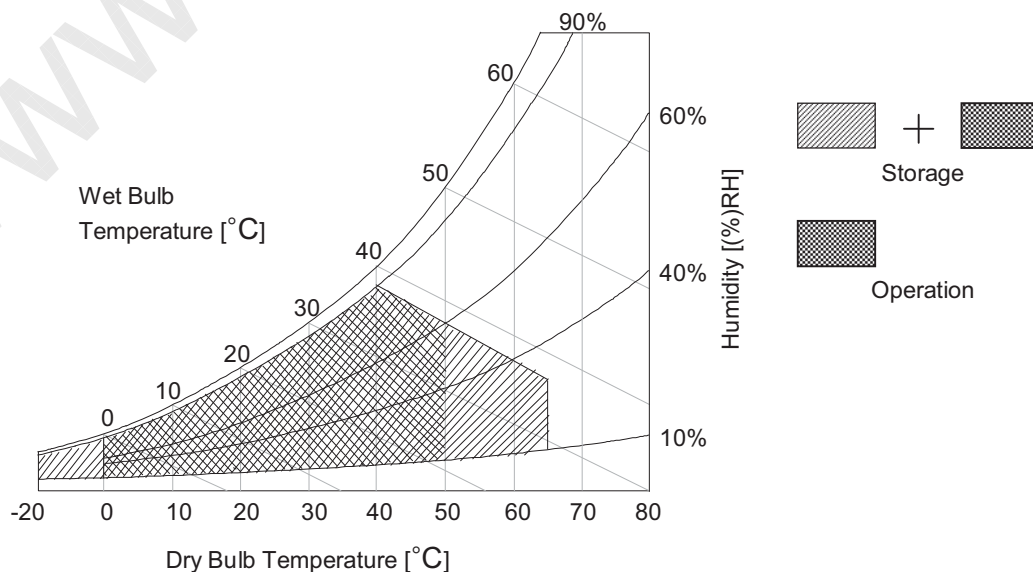 90%
60
60%
50
Wet Bulb
Temperature [°C]
40
40%
30
20
10
0
10%
-20 0 10 20 30 40 50 60 70 80
Dry Bulb Temperature [°C]
Humidity [(%)RH]
+
Storage
Operation